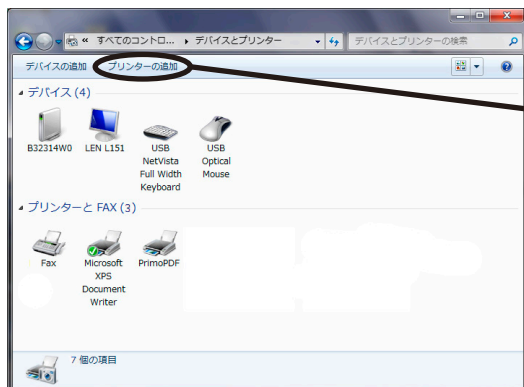 « すべてのコントロ... ▸ デバイスとプリンター
デバイスとプリンターの検索
デバイスの追加 プリンターの追加
デバイス (4)
B32314W0
LEN L151
USB
NetVista
Full Width
Keyboard
USB
Optical
Mouse
プリンターと FAX (3)
Fax
Microsoft
XPS
Document
Writer
PrimoPDF
7 個の項目